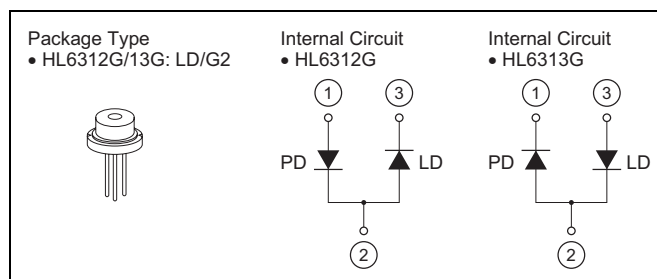 Package Type
• HL6312G/13G: LD/G2
Internal Circuit
• HL6312G
1 3
PD LD
2
Internal Circuit
• HL6313G
1 3
PD LD
2